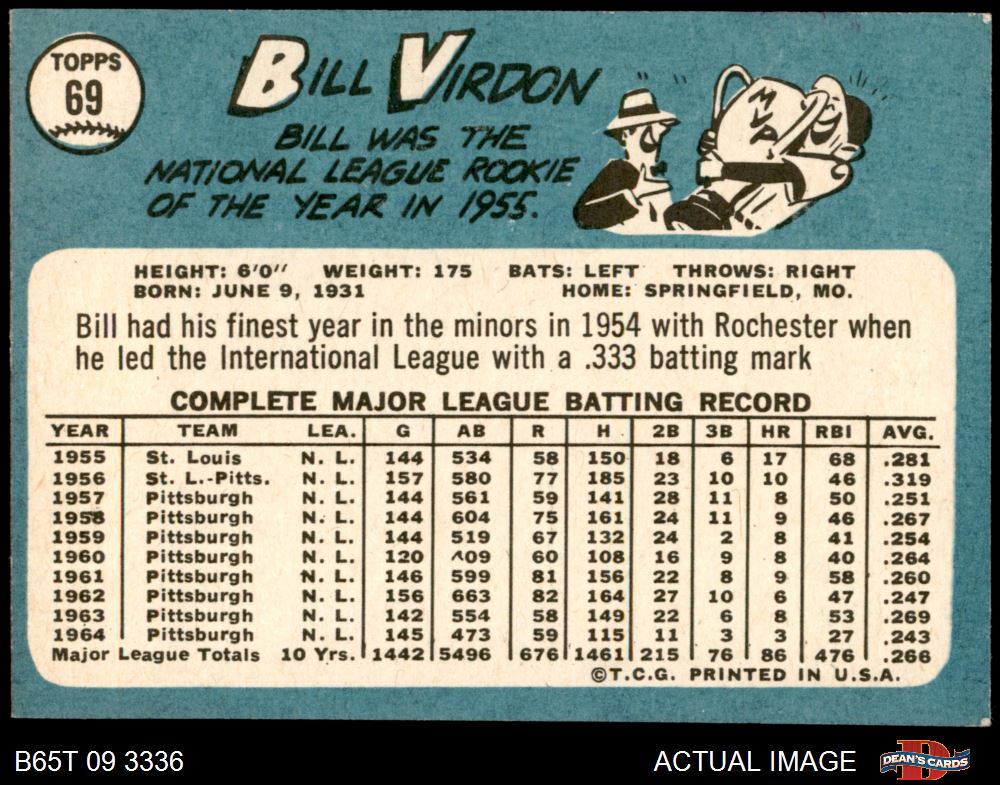 TOPPS
69
BILL VIRDON
BILL WAS THE
NATIONAL LEAGUE ROOKIE
OF THE YEAR IN 1955.
MVP
HEIGHT: 6'0" WEIGHT: 175 BATS: LEFT THROWS: RIGHT
BORN: JUNE 9, 1931 HOME: SPRINGFIELD, MO.
Bill had his finest year in the minors in 1954 with Rochester when
he led the International League with a .333 batting mark
COMPLETE MAJOR LEAGUE BATTING RECORD
YEAR TEAM LEA. G AB R H 2B 3B HR RBI AVG.
1955 St. Louis N. L. 144 534 58 150 18 6 17 68 .281
1956 St. L.-Pitts. N. L. 157 580 77 185 23 10 10 46 .319
1957 Pittsburgh N. L. 144 561 59 141 28 11 8 50 .251
1958 Pittsburgh N. L. 144 604 75 161 24 11 9 46 .267
1959 Pittsburgh N. L. 144 519 67 132 24 2 8 41 .254
1960 Pittsburgh N. L. 120 409 60 108 16 9 8 40 .264
1961 Pittsburgh N. L. 146 599 81 156 22 8 9 58 .260
1962 Pittsburgh N. L. 156 663 82 164 27 10 6 47 .247
1963 Pittsburgh N. L. 142 554 58 149 22 6 8 53 .269
1964 Pittsburgh N. L. 145 473 59 115 11 3 3 27 .243
Major League Totals 10 Yrs. 1442 5496 676 1461 215 76 86 476 .266
©T.C.G. PRINTED IN U.S.A.
B65T 09 3336 ACTUAL IMAGE D DEAN'S CARDS